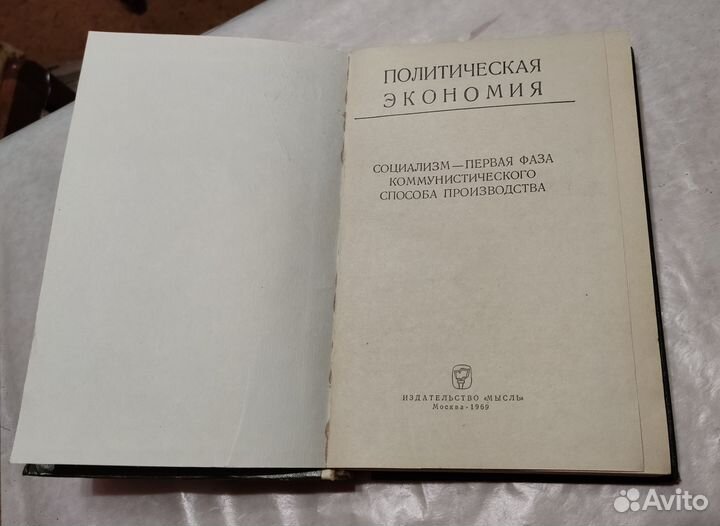 ПОЛИТИЧЕСКАЯ
ЭКОНОМИЯ
СОЦИАЛИЗМ — ПЕРВАЯ ФАЗА
КОММУНИСТИЧЕСКОГО
СПОСОБА ПРОИЗВОДСТВА
ИЗДАТЕЛЬСТВО «МЫСЛЬ»
Москва - 1969
Avito